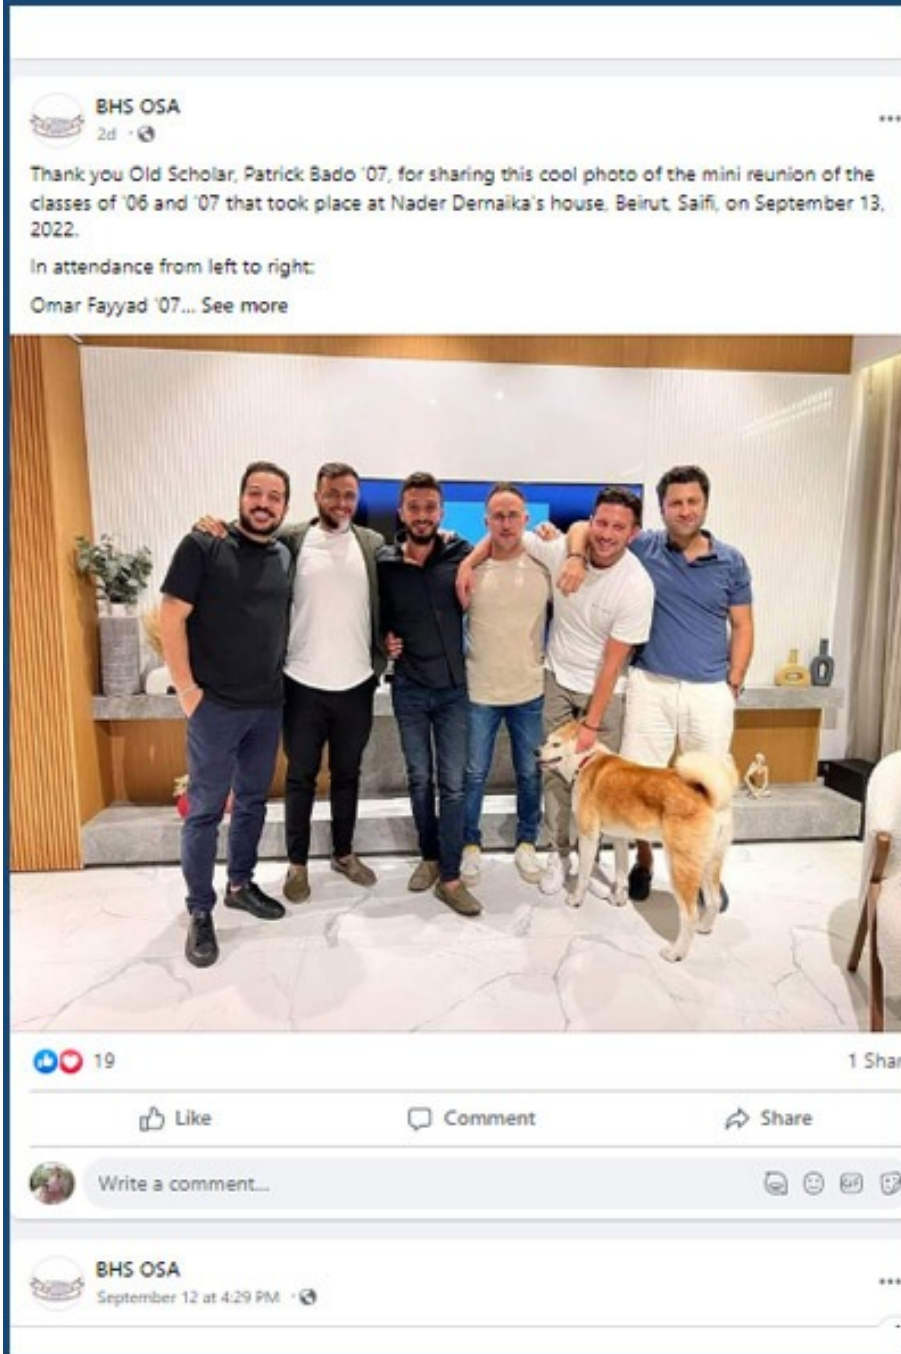 BHS OSA
2d ·
Thank you Old Scholar, Patrick Bado '07, for sharing this cool photo of the mini reunion of the
classes of '06 and '07 that took place at Nader Dernaika's house, Beirut, Saifi, on September 13,
2022.
In attendance from left to right:
Omar Fayyad '07... See more
19
1 Shar
Like Comment Share
Write a comment...
GIF
BHS OSA
September 12 at 4:29 PM ·